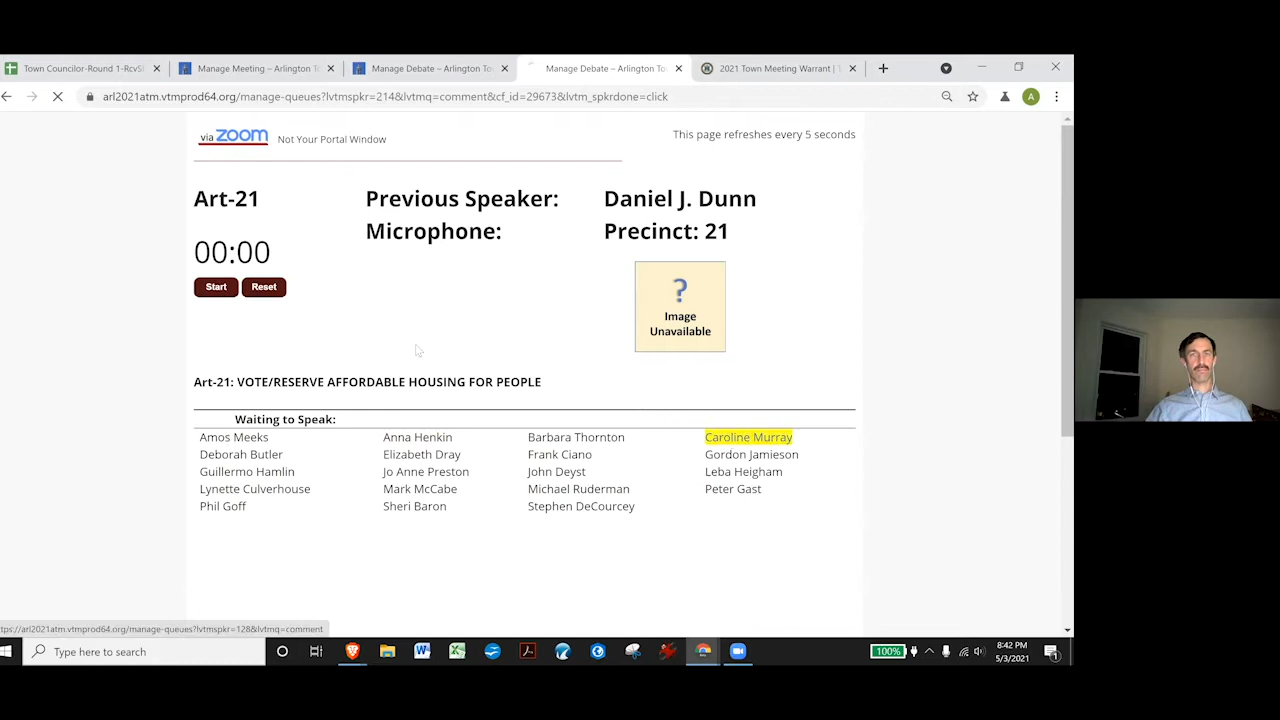 Town Councilor-Round 1-RcvS
Manage Meeting – Arlington To
Manage Debate – Arlington To
Manage Debate – Arlington To
2021 Town Meeting Warrant | T
arl2021atm.vtmprod64.org/manage-queues?lvtmspkr=214&lvtmq=comment&cf_id=29673&lvtm_spkrdone=click
A
via zoom Not Your Portal Window
This page refreshes every 5 seconds
Art-21 Previous Speaker: Daniel J. Dunn
Microphone: Precinct: 21
00:00
Start Reset
? Image
Unavailable
Art-21: VOTE/RESERVE AFFORDABLE HOUSING FOR PEOPLE
Waiting to Speak:
Amos Meeks Anna Henkin Barbara Thornton Caroline Murray
Deborah Butler Elizabeth Dray Frank Ciano Gordon Jamieson
Guillermo Hamlin Jo Anne Preston John Deyst Leba Heigham
Lynette Culverhouse Mark McCabe Michael Ruderman Peter Gast
Phil Goff Sheri Baron Stephen DeCourcey
ttps://arl2021atm.vtmprod64.org/manage-queues?lvtmspkr=128&lvtmq=comment
Type here to search
100%
8:42 PM
5/3/2021